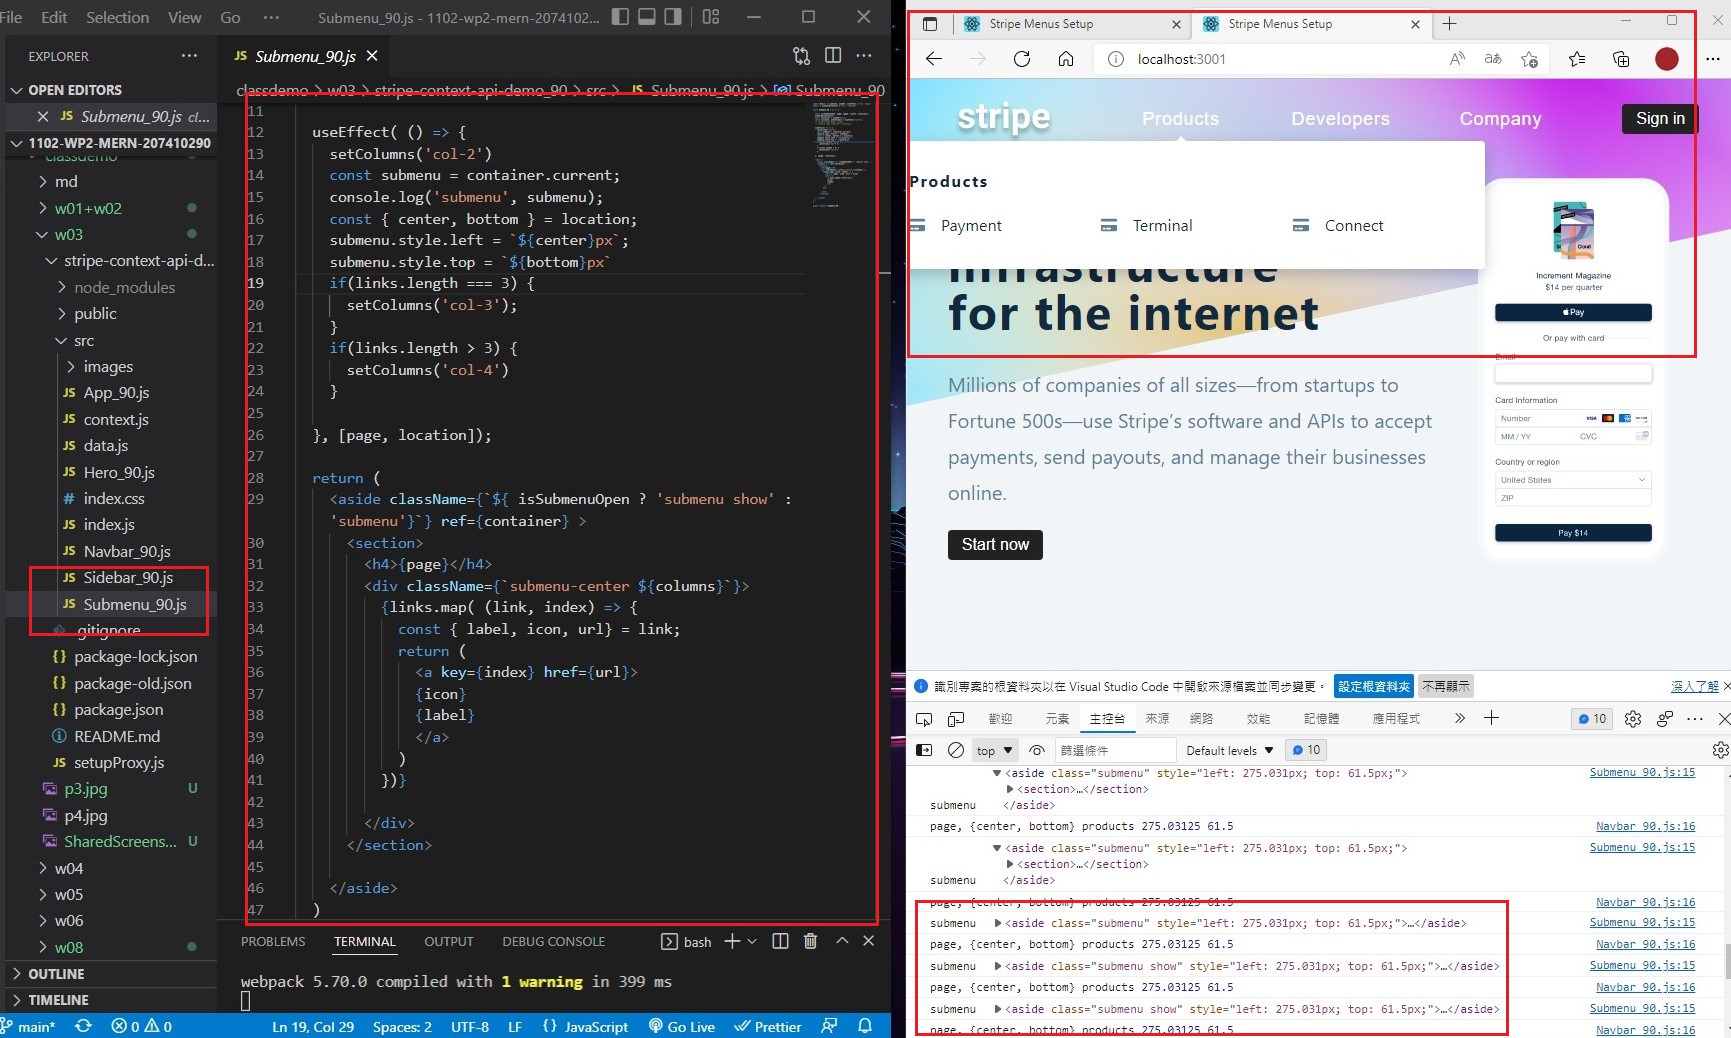 File Edit Selection View Go ··· Submenu_90.js - 1102-wp2-mern-2074102...
EXPLORER ···
OPEN EDITORS
JS Submenu_90.js cl...
1102-WP2-MERN-207410290
classdemo
md
w01+w02
w03
stripe-context-api-d...
node_modules
public
src
images
JS App_90.js
JS context.js
JS data.js
JS Hero_90.js
# index.css
JS index.js
JS Navbar_90.js
JS Sidebar_90.js
JS Submenu_90.js
.gitignore
{} package-lock.json
{} package-old.json
{} package.json
README.md
JS setupProxy.js
p3.jpg U
p4.jpg
SharedScreens... U
w04
w05
w06
w08
OUTLINE
TIMELINE
JS Submenu_90.js
classdemo > w03 > stripe-context-api-demo_90 > src > JS Submenu_90.js > Submenu_90
11
12 useEffect( () => {
13 setColumns('col-2')
14 const submenu = container.current;
15 console.log('submenu', submenu);
16 const { center, bottom } = location;
17 submenu.style.left = `${center}px`;
18 submenu.style.top = `${bottom}px`
19 if(links.length === 3) {
20 setColumns('col-3');
21 }
22 if(links.length > 3) {
23 setColumns('col-4')
24 }
25
26 }, [page, location]);
27
28 return (
29 <aside className={`${ isSubmenuOpen ? 'submenu show' :
'submenu'}`} ref={container} >
30 <section>
31 <h4>{page}</h4>
32 <div className={`submenu-center ${columns}`}>
33 {links.map( (link, index) => {
34 const { label, icon, url} = link;
35 return (
36 <a key={index} href={url}>
37 {icon}
38 {label}
39 </a>
40 )
41 })}
42
43 </div>
44 </section>
45
46 </aside>
47 )
PROBLEMS TERMINAL OUTPUT DEBUG CONSOLE bash
webpack 5.70.0 compiled with 1 warning in 399 ms
main* 0 0 Ln 19, Col 29 Spaces: 2 UTF-8 LF {} JavaScript Go Live Prettier
Stripe Menus Setup Stripe Menus Setup
localhost:3001
stripe Products Developers Company Sign in
Products
Payment Terminal Connect
infrastructure
for the internet
Millions of companies of all sizes—from startups to
Fortune 500s—use Stripe's software and APIs to accept
payments, send payouts, and manage their businesses
online.
Start now
Increment Magazine
$14 per quarter
Pay
Or pay with card
Email
Card Information
Number VISA
MM / YY CVC
Country or region
United States
ZIP
Pay $14
識別專案的根資料夾以在 Visual Studio Code 中開啟來源檔案並同步變更。 設定根資料夾 不再顯示 深入了解
歡迎 元素 主控台 來源 網路 效能 記憶體 應用程式 10
top 篩選條件 Default levels 10
<aside class="submenu" style="left: 275.031px; top: 61.5px;"> Submenu_90.js:15
<section>…</section>
submenu </aside>
page, {center, bottom} products 275.03125 61.5 Navbar_90.js:16
<aside class="submenu" style="left: 275.031px; top: 61.5px;"> Submenu_90.js:15
<section>…</section>
submenu </aside>
page, {center, bottom} products 275.03125 61.5 Navbar_90.js:16
submenu <aside class="submenu" style="left: 275.031px; top: 61.5px;">…</aside> Submenu_90.js:15
page, {center, bottom} products 275.03125 61.5 Navbar_90.js:16
submenu <aside class="submenu show" style="left: 275.031px; top: 61.5px;">…</aside> Submenu_90.js:15
page, {center, bottom} products 275.03125 61.5 Navbar_90.js:16
submenu <aside class="submenu show" style="left: 275.031px; top: 61.5px;">…</aside> Submenu_90.js:15
page, {center, bottom} products 275.03125 61.5 Navbar_90.js:16